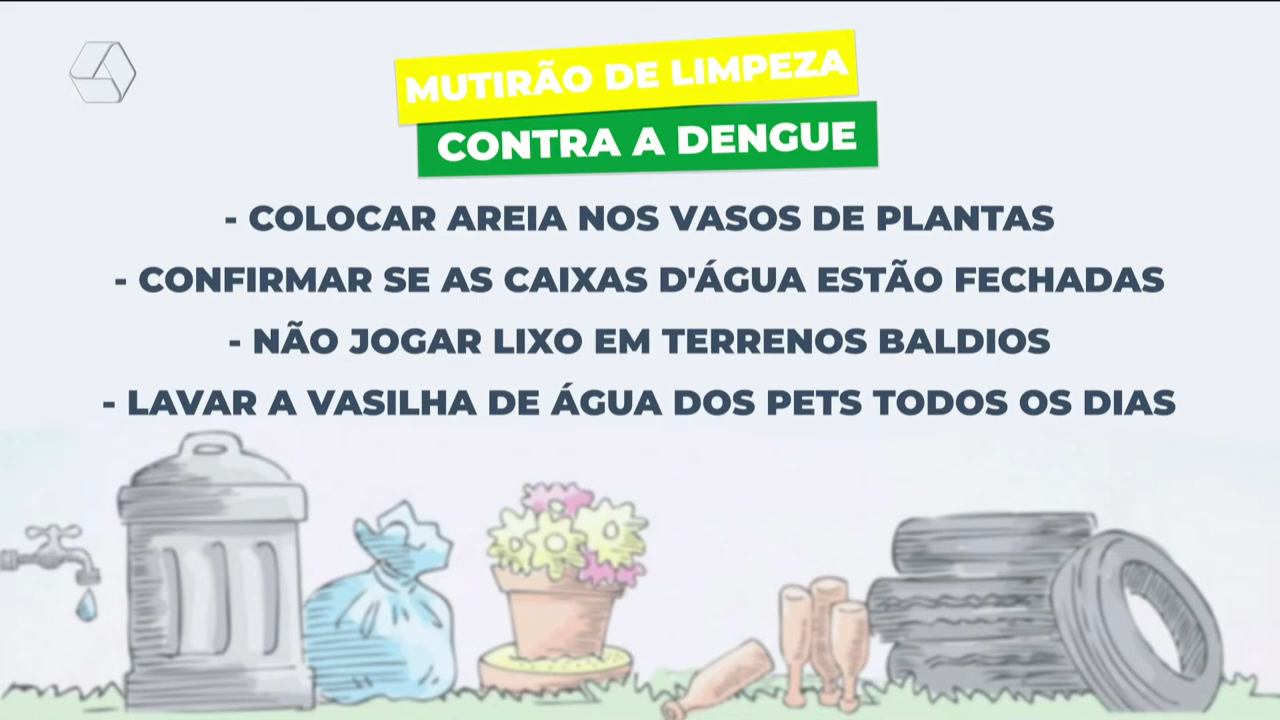 MUTIRÃO DE LIMPEZA
CONTRA A DENGUE
- COLOCAR AREIA NOS VASOS DE PLANTAS
- CONFIRMAR SE AS CAIXAS D'ÁGUA ESTÃO FECHADAS
- NÃO JOGAR LIXO EM TERRENOS BALDIOS
- LAVAR A VASILHA DE ÁGUA DOS PETS TODOS OS DIAS